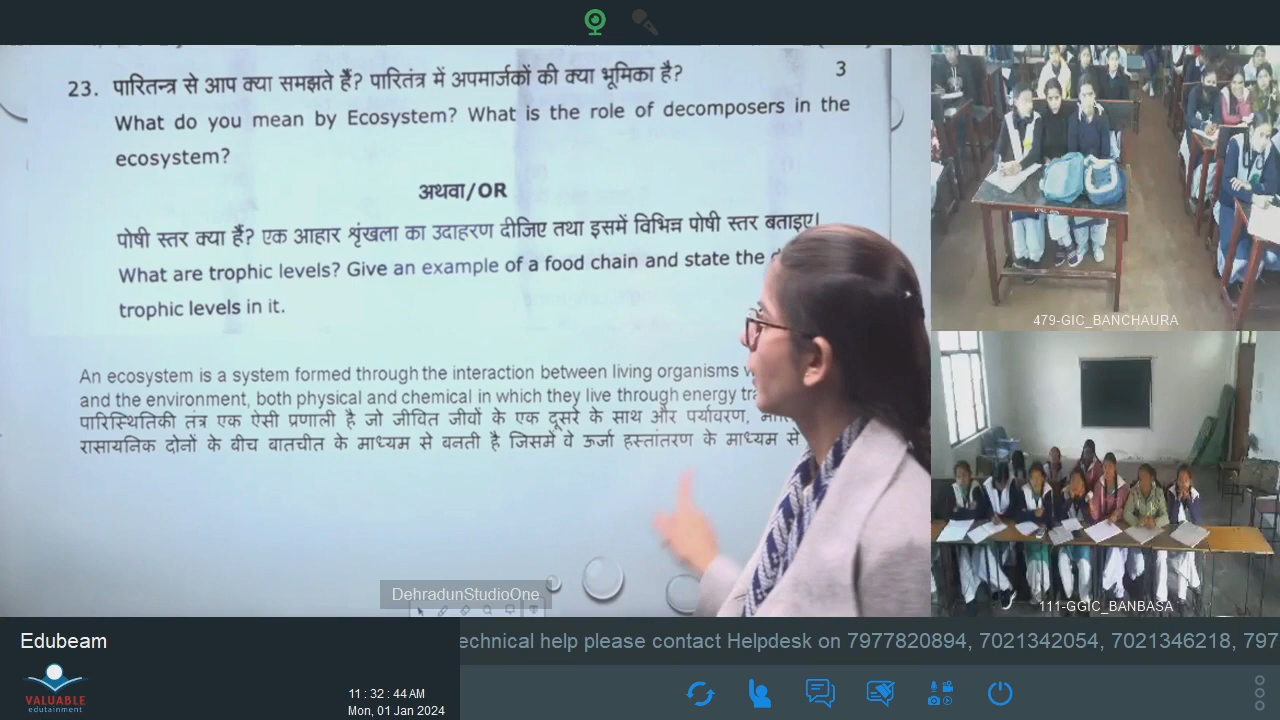 23. पारितन्त्र से आप क्या समझते हैं? पारितंत्र में अपमार्जकों की क्या भूमिका है? 3
What do you mean by Ecosystem? What is the role of decomposers in the
ecosystem?
अथवा/OR
पोषी स्तर क्या हैं? एक आहार श्रृंखला का उदाहरण दीजिए तथा इसमें विभिन्न पोषी स्तर बताइए।
What are trophic levels? Give an example of a food chain and state the
trophic levels in it.
An ecosystem is a system formed through the interaction between living organisms
and the environment, both physical and chemical in which they live through energy
पारिस्थितिकी तंत्र एक ऐसी प्रणाली है जो जीवित जीवों के एक दूसरे के साथ और पर्यावरण,
रासायनिक दोनों के बीच बातचीत के माध्यम से बनती है जिसमें वे ऊर्जा हस्तांतरण के माध्यम से
DehradunStudioOne
479-GIC_BANCHAURA
111-GGIC_BANBASA
Edubeam
echnical help please contact Helpdesk on 7977820894, 7021342054, 7021346218, 797
VALUABLE
edutainment
11 : 32 : 44 AM
Mon, 01 Jan 2024